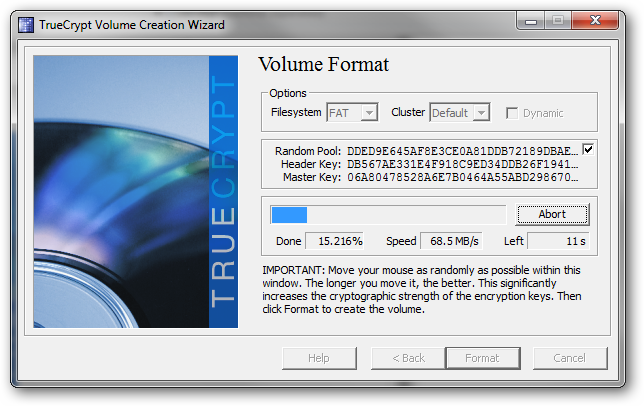 TrueCrypt Volume Creation Wizard
TRUECRYPT
Volume Format
Options
Filesystem FAT Cluster Default Dynamic
Random Pool: DDED9E645AF8E3CE0A81DDB72189DBAE...
Header Key: DB567AE331E4F918C9ED34DDB26F1941...
Master Key: 06A80478528A6E7B0464A55ABD298670...
Abort
Done 15.216% Speed 68.5 MB/s Left 11 s
IMPORTANT: Move your mouse as randomly as possible within this
window. The longer you move it, the better. This significantly
increases the cryptographic strength of the encryption keys. Then
click Format to create the volume.
Help < Back Format Cancel